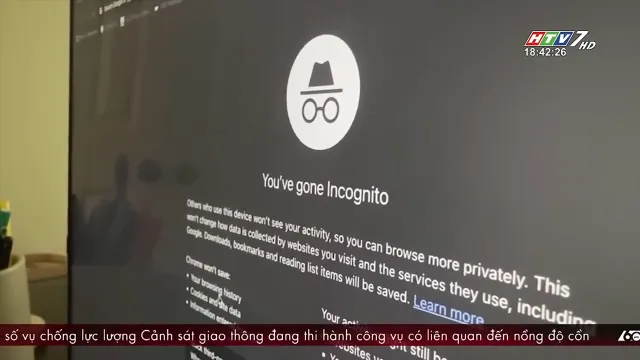 HTV7 HD
18:42:26
You've gone Incognito
Others who use this device won't see your activity, so you can browse more privately. This
won't change how data is collected by websites you visit and the services they use, including
Google. Downloads, bookmarks and reading list items will be saved. Learn more
Chrome won't save:
• Your browsing history
• Cookies and site data
• Information
Your
số vụ chống lực lượng Cảnh sát giao thông đang thi hành công vụ có liên quan đến nồng độ cồn